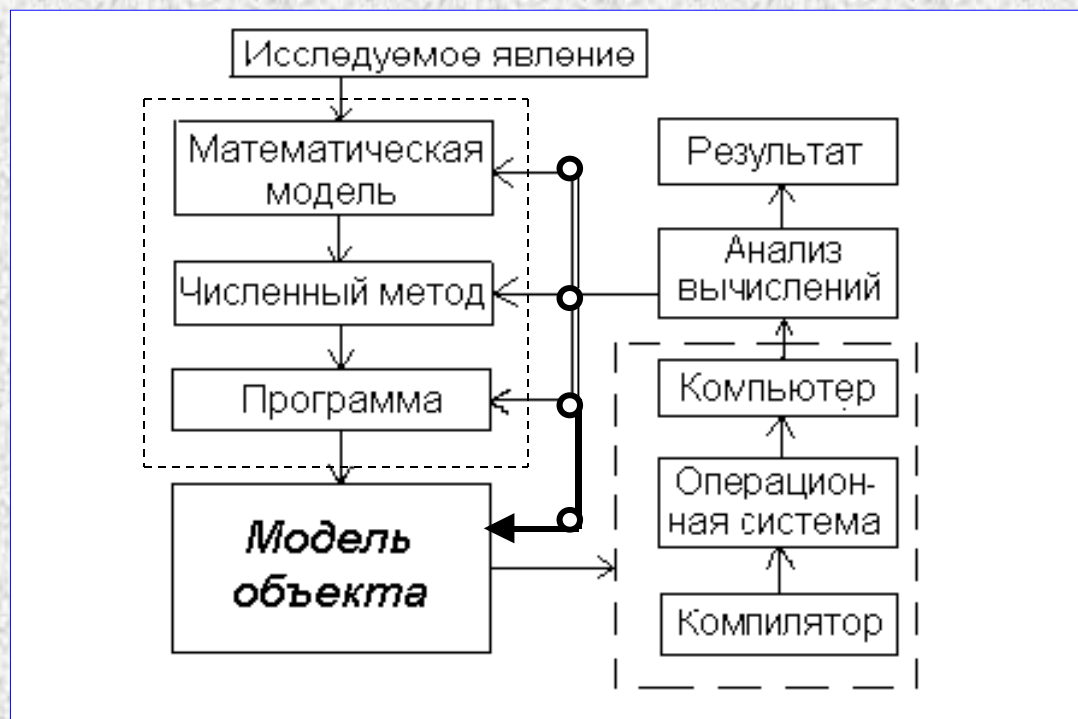 Исследуемое явление
Математическая
модель
Численный метод
Программа
Модель
объекта
Результат
Анализ
вычислений
Компьютер
Операцион-
ная система
Компилятор